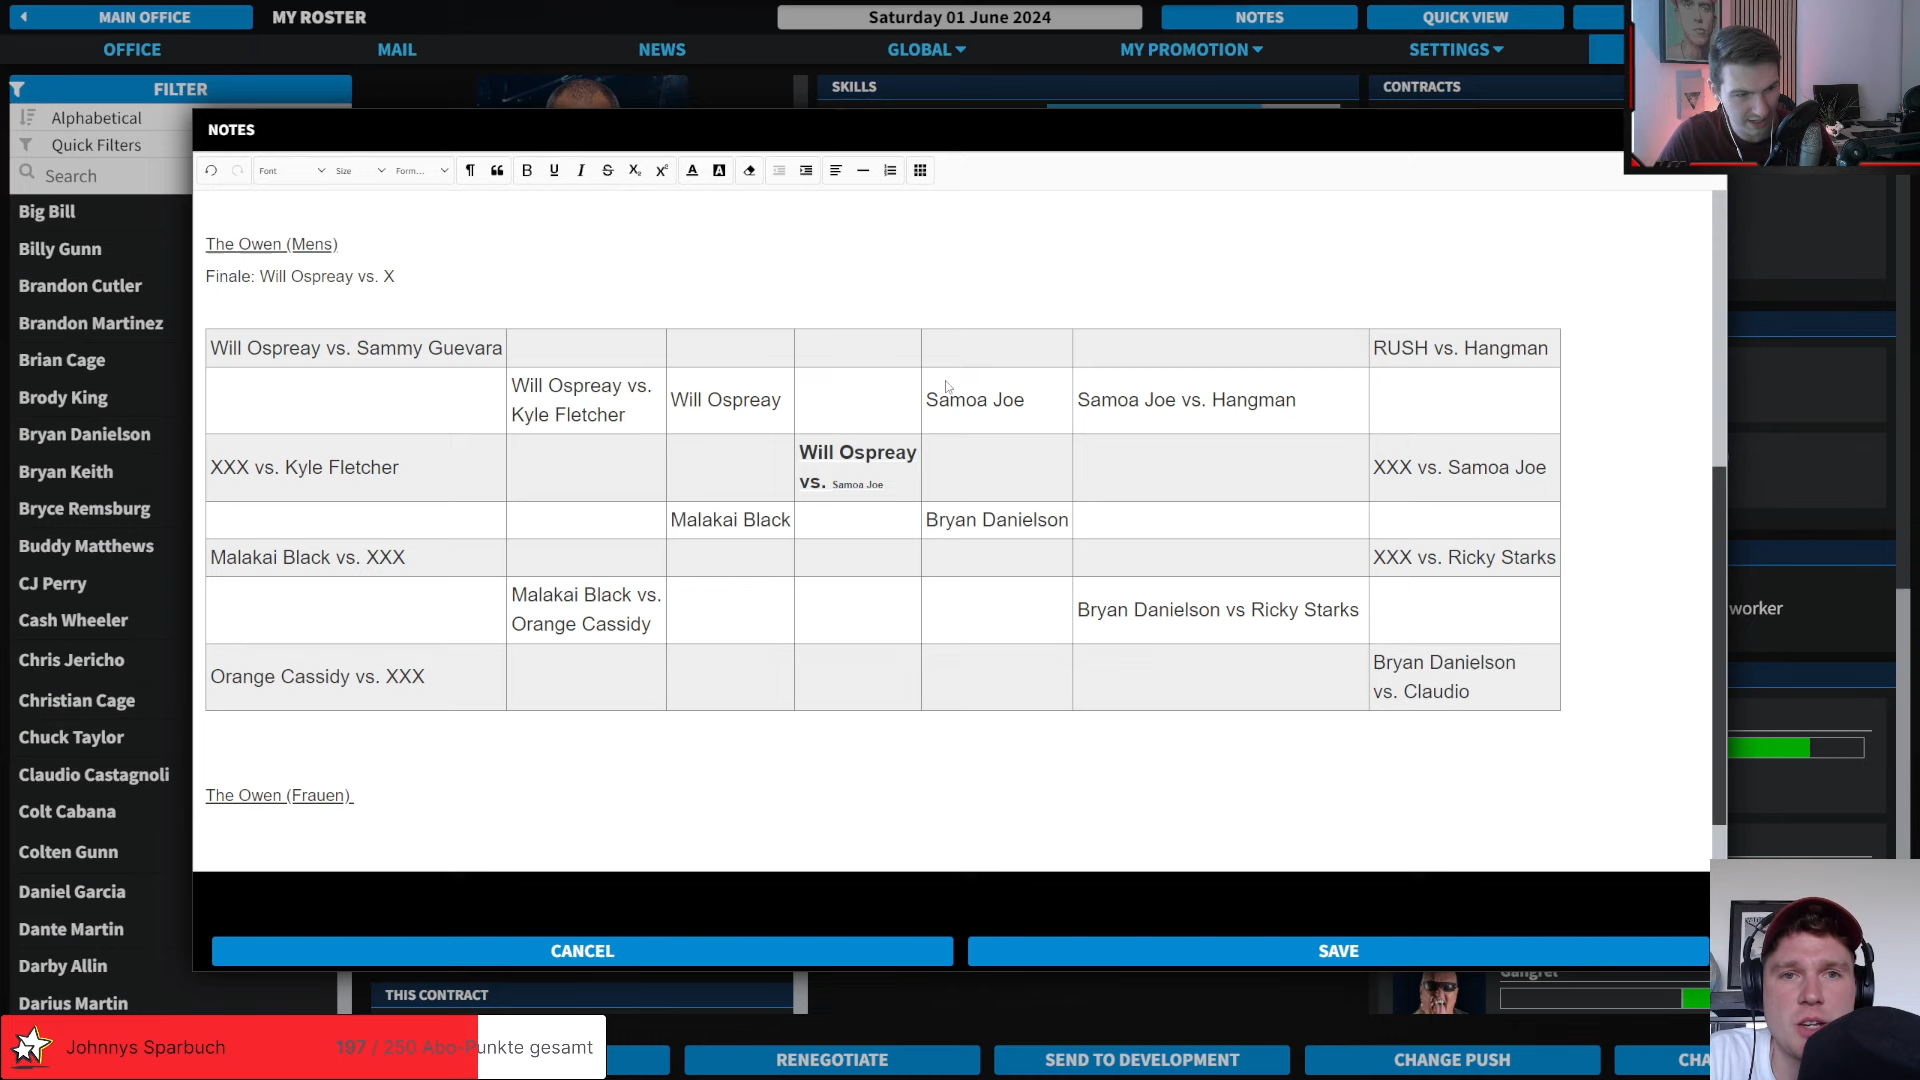 MAIN OFFICE
MY ROSTER
Saturday 01 June 2024
NOTES
QUICK VIEW
OFFICE
MAIL
NEWS
GLOBAL
MY PROMOTION
SETTINGS
FILTER
Alphabetical
Quick Filters
Search
SKILLS
CONTRACTS
NOTES
Font
Size
Form...
Big Bill
Billy Gunn
Brandon Cutler
Brandon Martinez
Brian Cage
Brody King
Bryan Danielson
Bryan Keith
Bryce Remsburg
Buddy Matthews
CJ Perry
Cash Wheeler
Chris Jericho
Christian Cage
Chuck Taylor
Claudio Castagnoli
Colt Cabana
Colten Gunn
Daniel Garcia
Dante Martin
Darby Allin
Darius Martin
The Owen (Mens)
Finale: Will Ospreay vs. X
Will Ospreay vs. Sammy Guevara
RUSH vs. Hangman
Will Ospreay vs.
Kyle Fletcher
Will Ospreay
Samoa Joe
Samoa Joe vs. Hangman
XXX vs. Kyle Fletcher
Will Ospreay
vs. Samoa Joe
XXX vs. Samoa Joe
Malakai Black
Bryan Danielson
Malakai Black vs. XXX
XXX vs. Ricky Starks
Malakai Black vs.
Orange Cassidy
Bryan Danielson vs Ricky Starks
Orange Cassidy vs. XXX
Bryan Danielson
vs. Claudio
The Owen (Frauen)
worker
CANCEL
SAVE
THIS CONTRACT
Gangrel
Johnnys Sparbuch
197 / 250 Abo-Punkte gesamt
RENEGOTIATE
SEND TO DEVELOPMENT
CHANGE PUSH